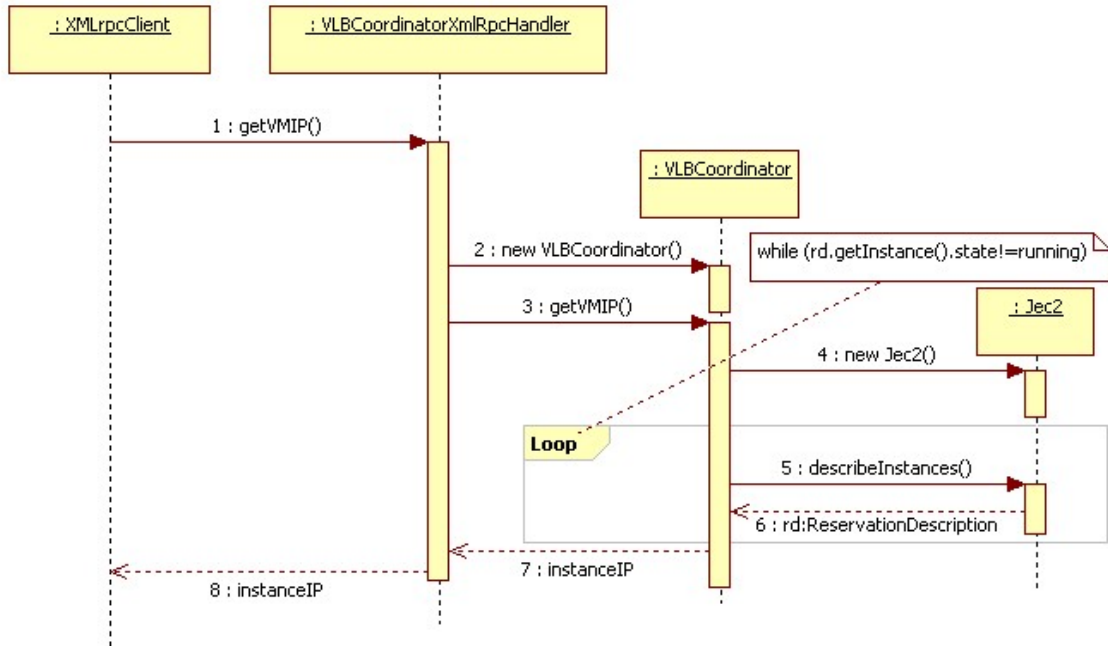 : XMLrpcClient
: VLBCoordinatorXmlRpcHandler
1 : getVMIP()
: VLBCoordinator
2 : new VLBCoordinator()
while (rd.getInstance().state!=running)
3 : getVMIP()
: Jec2
4 : new Jec2()
Loop
5 : describeInstances()
6 : rd:ReservationDescription
7 : instanceIP
8 : instanceIP